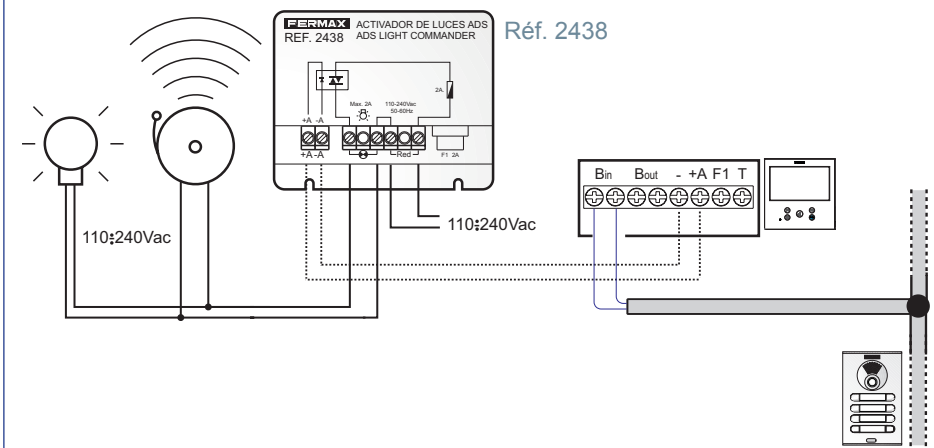 FERMAX ACTIVADOR DE LUCES ADS
REF. 2438 ADS LIGHT COMMANDER
Réf. 2438
2A.
Max. 2A 110-240Vac
50-60Hz
+A -A
+A -A Red F1 2A
Bin Bout - +A F1 T
110÷240Vac
110÷240Vac